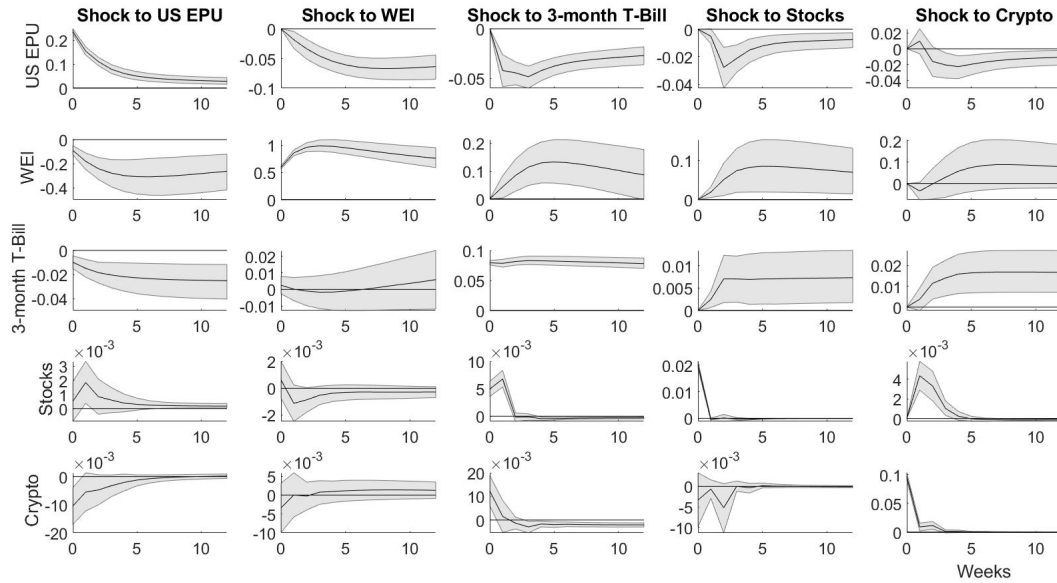 Shock to US EPU Shock to WEI Shock to 3-month T-Bill Shock to Stocks Shock to Crypto
US EPU
0.2 0.1 0
0 5 10
0 -0.05 -0.1
0 5 10
-0.05
0 5 10
0 -0.02 -0.04
0 5 10
0.02 0 -0.02 -0.04
0 5 10
WEI
0 -0.2 -0.4
0 5 10
1 0 0
0 5 10
0.2 0.1 0
0 5 10
0.1 0
0 5 10
0.2 0.1 0
0 5 10
3-month T-Bill
0 -0.02 -0.04
0 5 10
0.02 0.01 0 -0.01
0 5 10
0.1 0.05 0
0 5 10
0.01 0.005 0
0 5 10
0.02 0.01 0
0 5 10
Stocks
× 10-3
3 2 1 0
0 5 10
× 10-3
2 0 -2
0 5 10
× 10-3
10 5 0
0 5 10
0.02 0.01 0
0 5 10
× 10-3
4 2 0
0 5 10
Crypto
× 10-3
0 -10 -20
0 5 10
× 10-3
5 0 -5 -10
0 5 10
× 10-3
20 10 0
0 5 10
× 10-3
0 -5 -10
0 5 10
0.1 0.05 0
0 5 10
Weeks